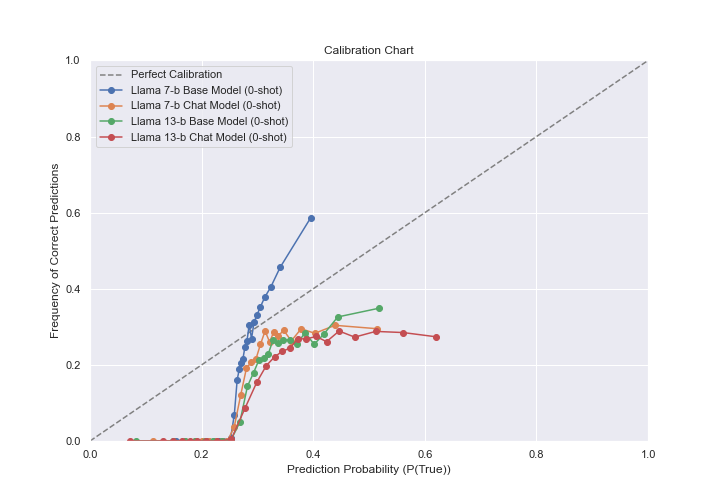 Calibration Chart
Perfect Calibration
Llama 7-b Base Model (0-shot)
Llama 7-b Chat Model (0-shot)
Llama 13-b Base Model (0-shot)
Llama 13-b Chat Model (0-shot)
Frequency of Correct Predictions
1.0
0.8
0.6
0.4
0.2
0.0
0.0 0.2 0.4 0.6 0.8 1.0
Prediction Probability (P(True))